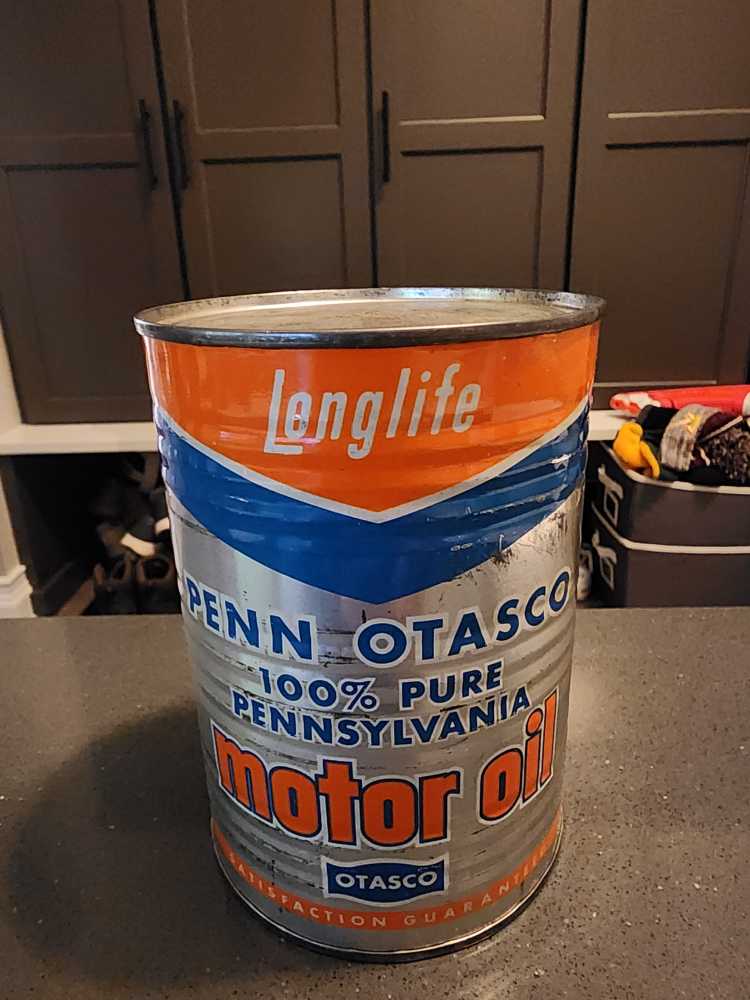 Longlife
PENN OTASCO
100% PURE
PENNSYLVANIA
motor oil
OTASCO
SATISFACTION GUARANTEED